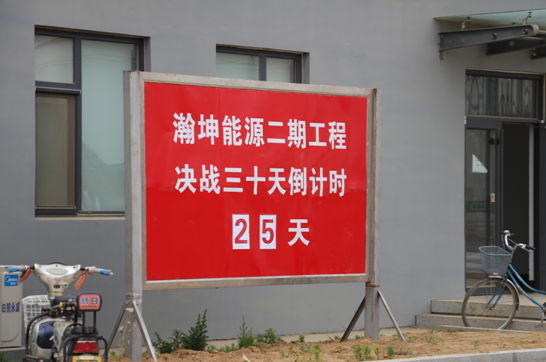 瀚坤能源二期工程
决战三十天倒计时
25天